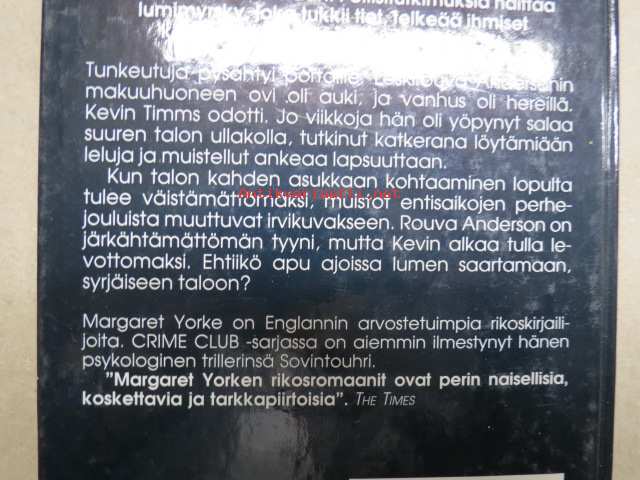 haittaa
lumimyrsky, joka tukkii tiet, telkeää ihmiset
Tunkeutuja pysähtyi portaille. Leskirouva Andersonin
makuuhuoneen ovi oli auki, ja vanhus oli hereillä.
Kevin Timms odotti. Jo viikkoja hän oli yöpynyt salaa
suuren talon ullakolla, tutkinut katkerana löytämiään
leluja ja muistellut ankeaa lapsuuttaan.
Kun talon kahden asukkaan kohtaaminen lopulta
tulee väistämättömäksi, muistot entisaikojen perhe-
jouluista muuttuvat irvikuvakseen. Rouva Anderson on
järkähtämättömän tyyni, mutta Kevin alkaa tulla le-
vottomaksi. Ehtiikö apu ajoissa lumen saartamaan,
syrjäiseen taloon?
Margaret Yorke on Englannin arvostetuimpia rikoskirjaili-
joita. CRIME CLUB -sarjassa on aiemmin ilmestynyt hänen
psykologinen trillerinsä Sovintouhri.
"Margaret Yorken rikosromaanit ovat perin naisellisia,
koskettavia ja tarkkapiirtoisia". THE TIMES